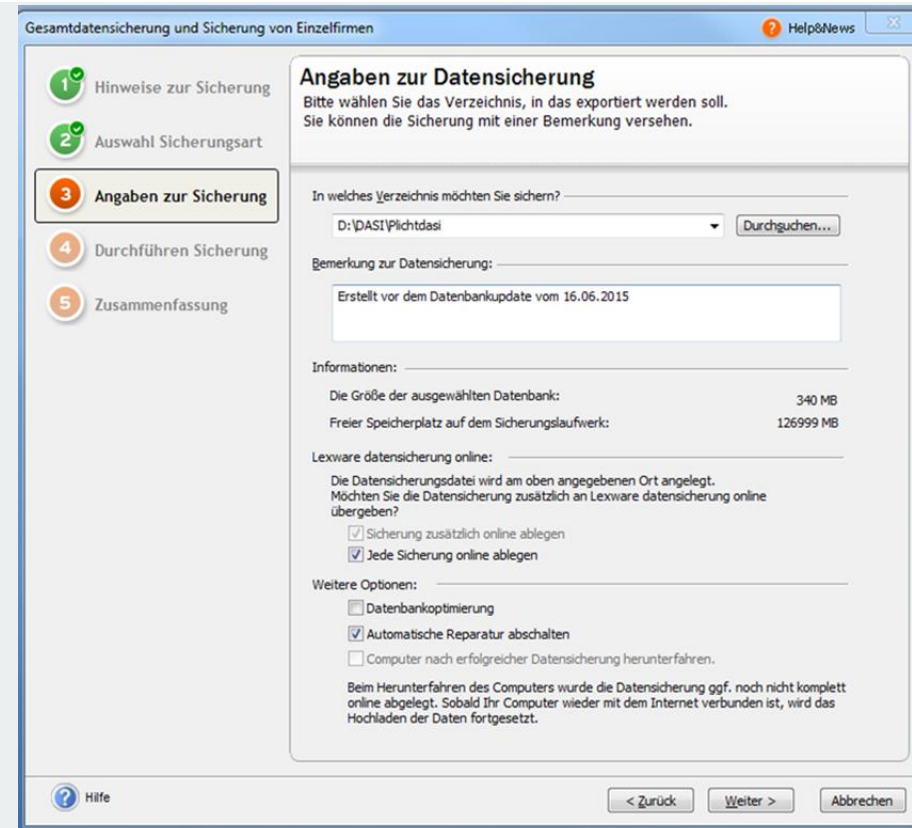 Gesamtdatensicherung und Sicherung von Einzelfirmen
Help&News
1 Hinweise zur Sicherung
2 Auswahl Sicherungsart
3 Angaben zur Sicherung
4 Durchführen Sicherung
5 Zusammenfassung
Angaben zur Datensicherung
Bitte wählen Sie das Verzeichnis, in das exportiert werden soll.
Sie können die Sicherung mit einer Bemerkung versehen.
In welches Verzeichnis möchten Sie sichern?
D:\DASI\Plichtdasi
Durchsuchen...
Bemerkung zur Datensicherung:
Erstellt vor dem Datenbankupdate vom 16.06.2015
Informationen:
Die Größe der ausgewählten Datenbank: 340 MB
Freier Speicherplatz auf dem Sicherungslaufwerk: 126999 MB
Lexware datensicherung online:
Die Datensicherungsdatei wird am oben angegebenen Ort angelegt.
Möchten Sie die Datensicherung zusätzlich an Lexware datensicherung online
übergeben?
Sicherung zusätzlich online ablegen
Jede Sicherung online ablegen
Weitere Optionen:
Datenbankoptimierung
Automatische Reparatur abschalten
Computer nach erfolgreicher Datensicherung herunterfahren.
Beim Herunterfahren des Computers wurde die Datensicherung ggf. noch nicht komplett
online abgelegt. Sobald Ihr Computer wieder mit dem Internet verbunden ist, wird das
Hochladen der Daten fortgesetzt.
Hilfe
< Zurück
Weiter >
Abbrechen